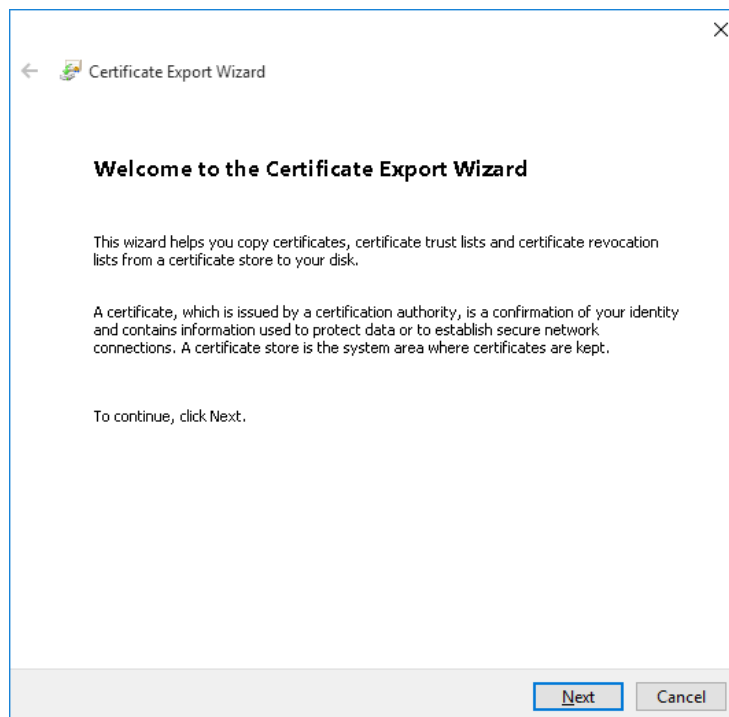 Certificate Export Wizard
Welcome to the Certificate Export Wizard
This wizard helps you copy certificates, certificate trust lists and certificate revocation
lists from a certificate store to your disk.
A certificate, which is issued by a certification authority, is a confirmation of your identity
and contains information used to protect data or to establish secure network
connections. A certificate store is the system area where certificates are kept.
To continue, click Next.
Next Cancel